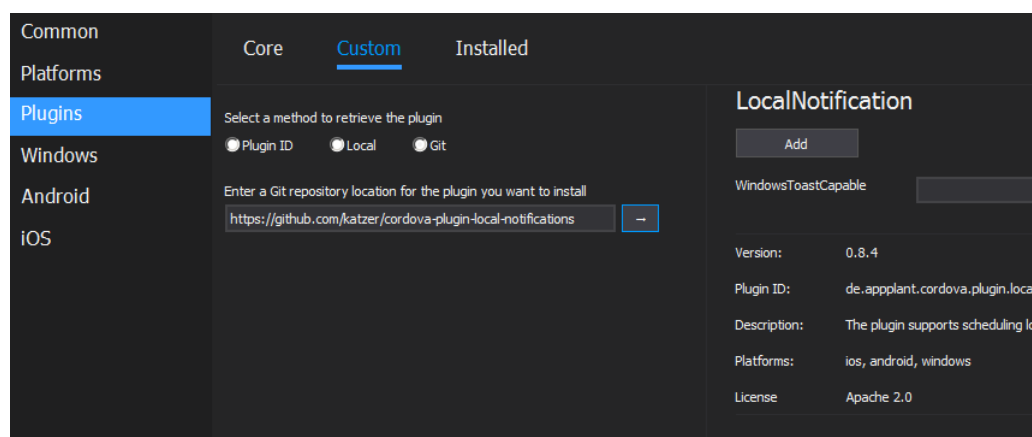 Common
Platforms
Plugins
Windows
Android
iOS
Core Custom Installed
Select a method to retrieve the plugin
Plugin ID Local Git
Enter a Git repository location for the plugin you want to install
https://github.com/katzer/cordova-plugin-local-notifications →
LocalNotification
Add
WindowsToastCapable
Version: 0.8.4
Plugin ID: de.appplant.cordova.plugin.loca
Description: The plugin supports scheduling lo
Platforms: ios, android, windows
License Apache 2.0